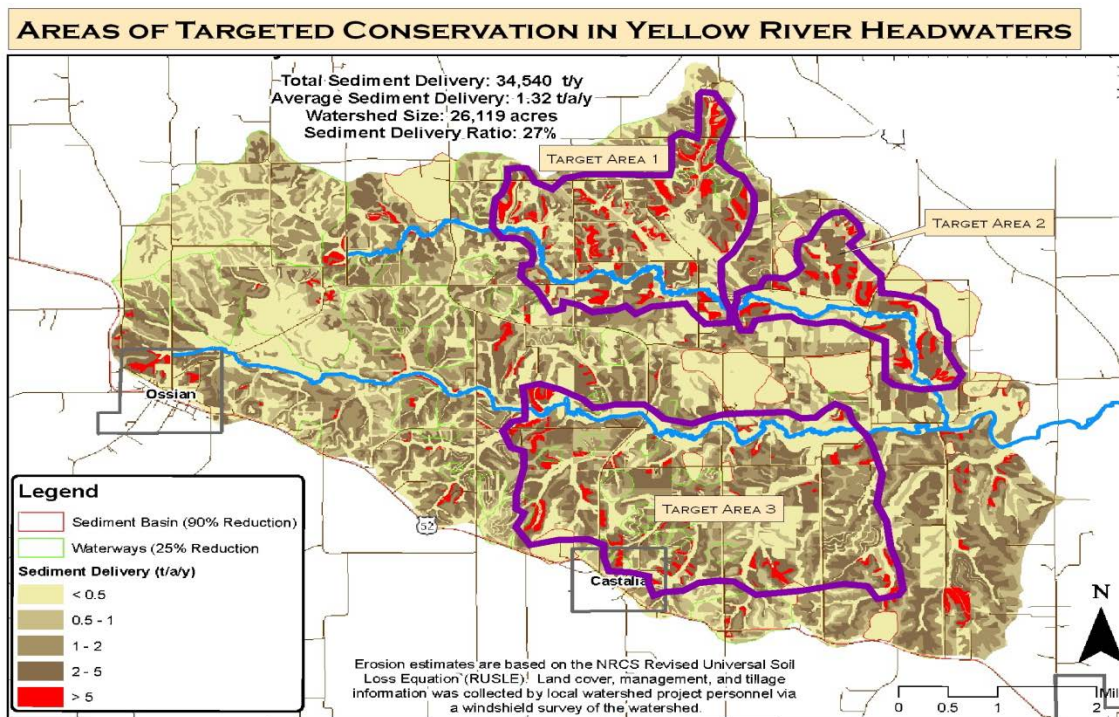 AREAS OF TARGETED CONSERVATION IN YELLOW RIVER HEADWATERS
Total Sediment Delivery: 34,540 t/y
Average Sediment Delivery: 1.32 t/a/y
Watershed Size: 26,119 acres
Sediment Delivery Ratio: 27%
TARGET AREA 1
TARGET AREA 2
Ossian
TARGET AREA 3
52
Castalia
Legend
Sediment Basin (90% Reduction)
Waterways (25% Reduction
Sediment Delivery (t/a/y)
< 0.5
0.5 - 1
1 - 2
2 - 5
> 5
Erosion estimates are based on the NRCS Revised Universal Soil
Loss Equation (RUSLE). Land cover, management, and tillage
information was collected by local watershed project personnel via
a windshield survey of the watershed.
N
0 0.5 1 2